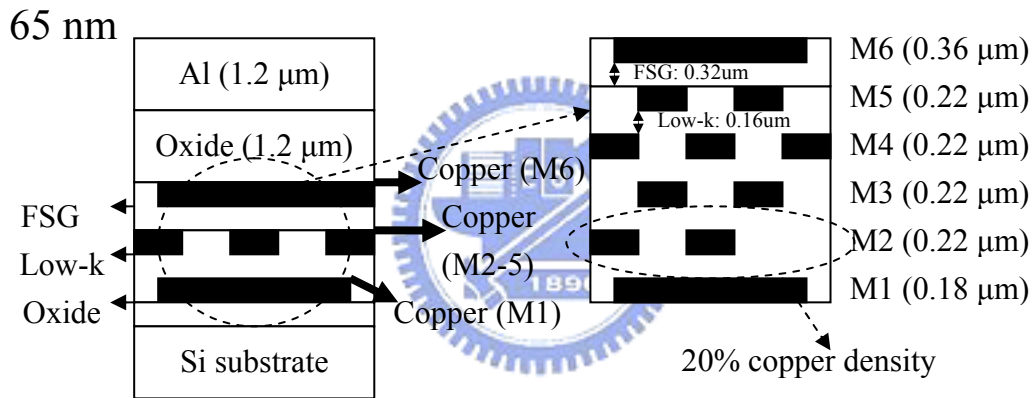 65 nm
Al (1.2 μm)
Oxide (1.2 μm)
Copper (M6)
FSG
Copper
(M2-5)
Low-k
Copper (M1)
Oxide
Si substrate
M6 (0.36 μm)
FSG: 0.32um
M5 (0.22 μm)
Low-k: 0.16um
M4 (0.22 μm)
M3 (0.22 μm)
M2 (0.22 μm)
M1 (0.18 μm)
20% copper density